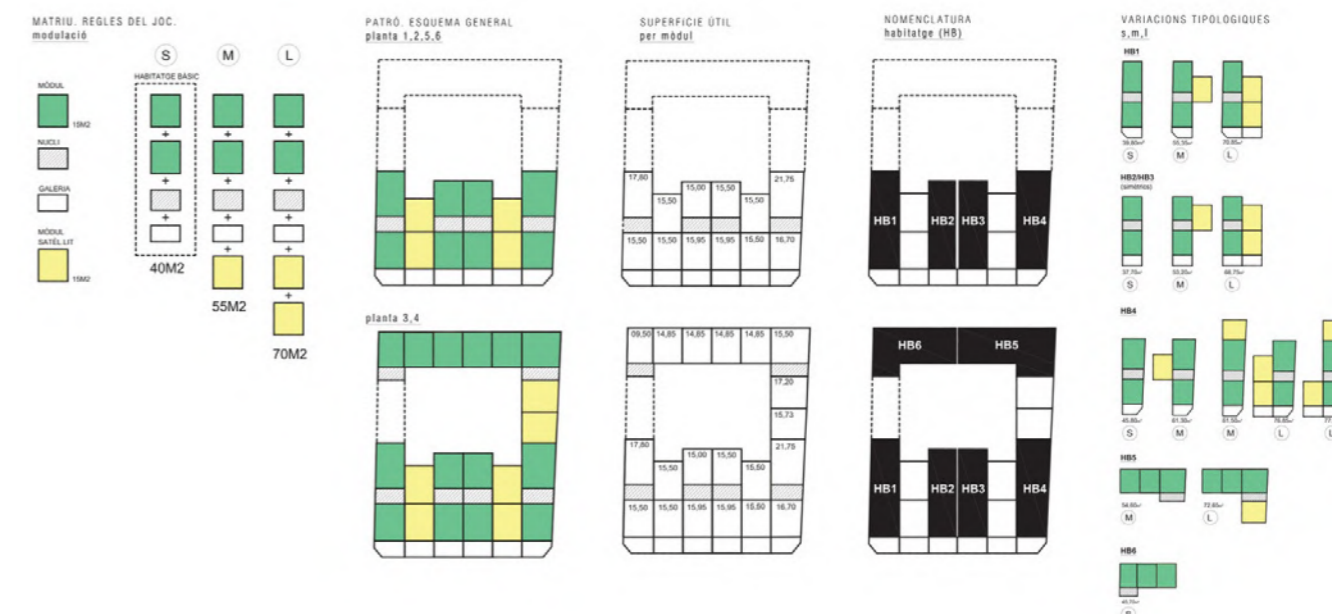 MATRIU. REGLES DEL JOC.
modulació
S
M
L
HABITATGE BÀSIC
MÒDUL
15M2
NUCLI
GALERIA
MÒDUL
SATÈL.LIT
15M2
+
+
+
+
+
+
+
+
+
+
+
+
40M2
55M2
70M2
PATRÓ. ESQUEMA GENERAL
planta 1,2,5,6
planta 3,4
SUPERFICIE ÚTIL
per mòdul
17,80
15,50
15,00
15,50
15,50
21,75
15,50
15,50
15,95
15,95
15,50
16,70
09,50
14,85
14,85
14,85
14,85
15,50
17,20
15,73
17,80
15,50
15,00
15,50
15,50
21,75
15,50
15,50
15,95
15,95
15,50
16,70
NOMENCLATURA
habitatge (HB)
HB1
HB2
HB3
HB4
HB6
HB5
HB1
HB2
HB3
HB4
VARIACIONS TIPOLOGIQUES
s,m,l
HB1
S
M
L
HB2/HB3
(simètrics)
S
M
L
HB4
S
M
M
L
L
HB5
M
L
HB6
S